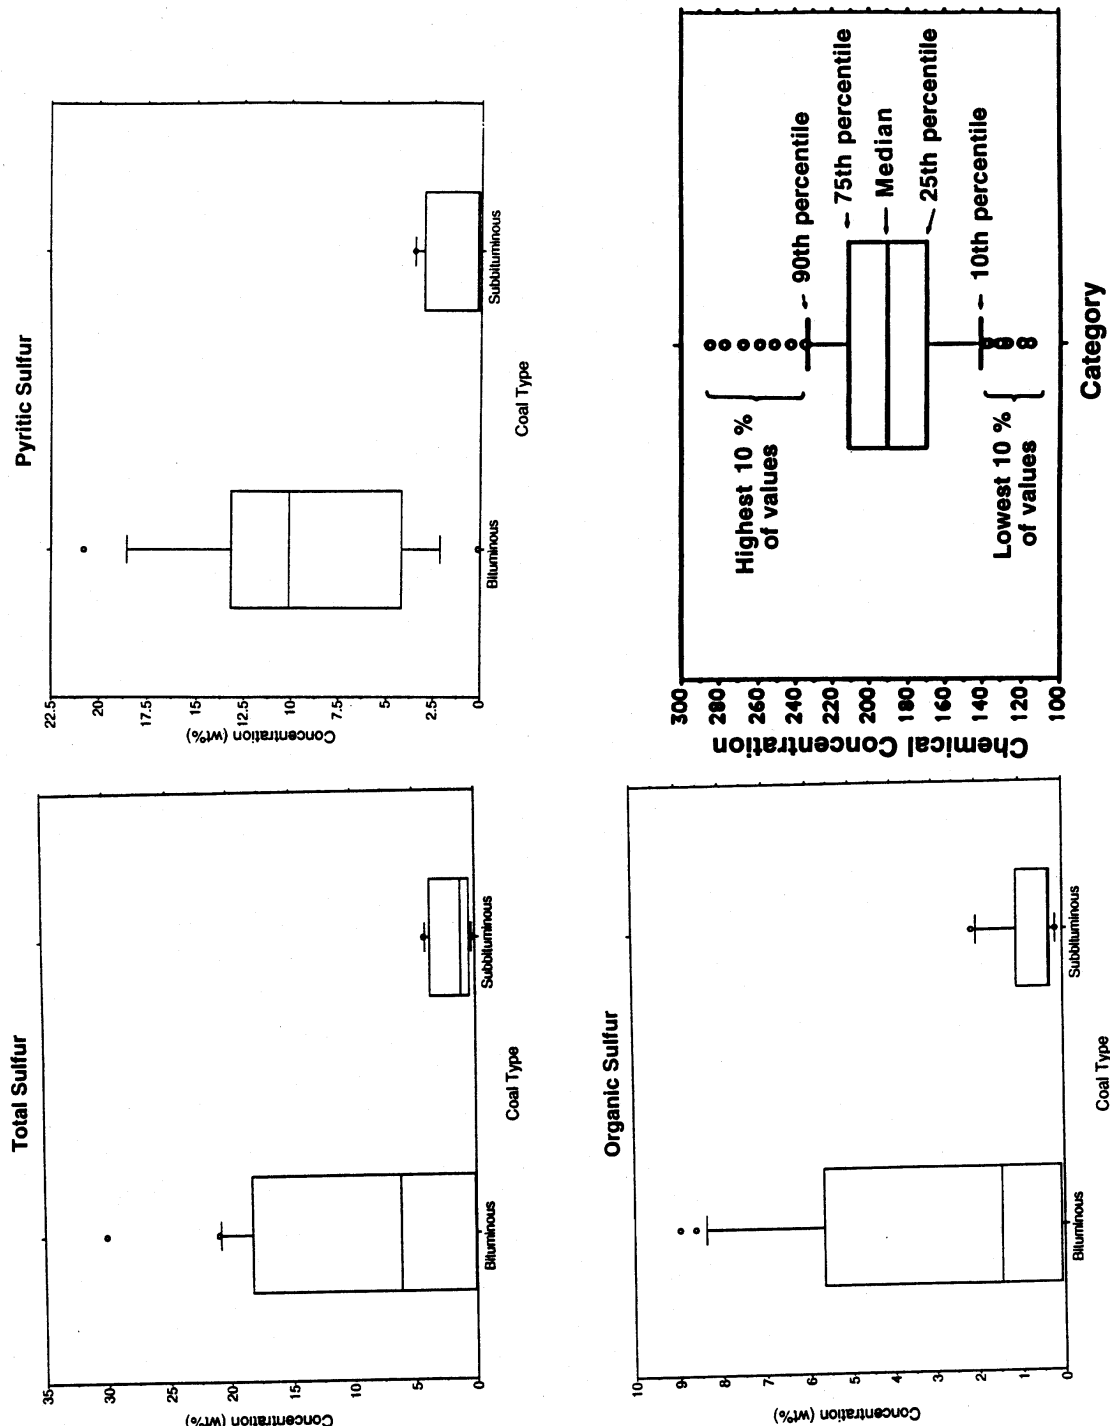 Total Sulfur
Concentration (wt%)
35
30
25
20
15
10
5
0
Bituminous
Subbituminous
Coal Type
Pyritic Sulfur
Concentration (wt%)
22.5
20
17.5
12.5
10
7.5
5
2.5
0
Bituminous
Subbituminous
Coal Type
Organic Sulfur
Concentration (wt%)
10
9
8
7
6
5
4
3
2
1
0
Bituminous
Subbituminous
Coal Type
Chemical Concentration
300
280
260
240
220
200
180
160
140
120
100
Highest 10 %
of values
Lowest 10 %
of values
90th percentile
75th percentile
Median
25th percentile
10th percentile
Category